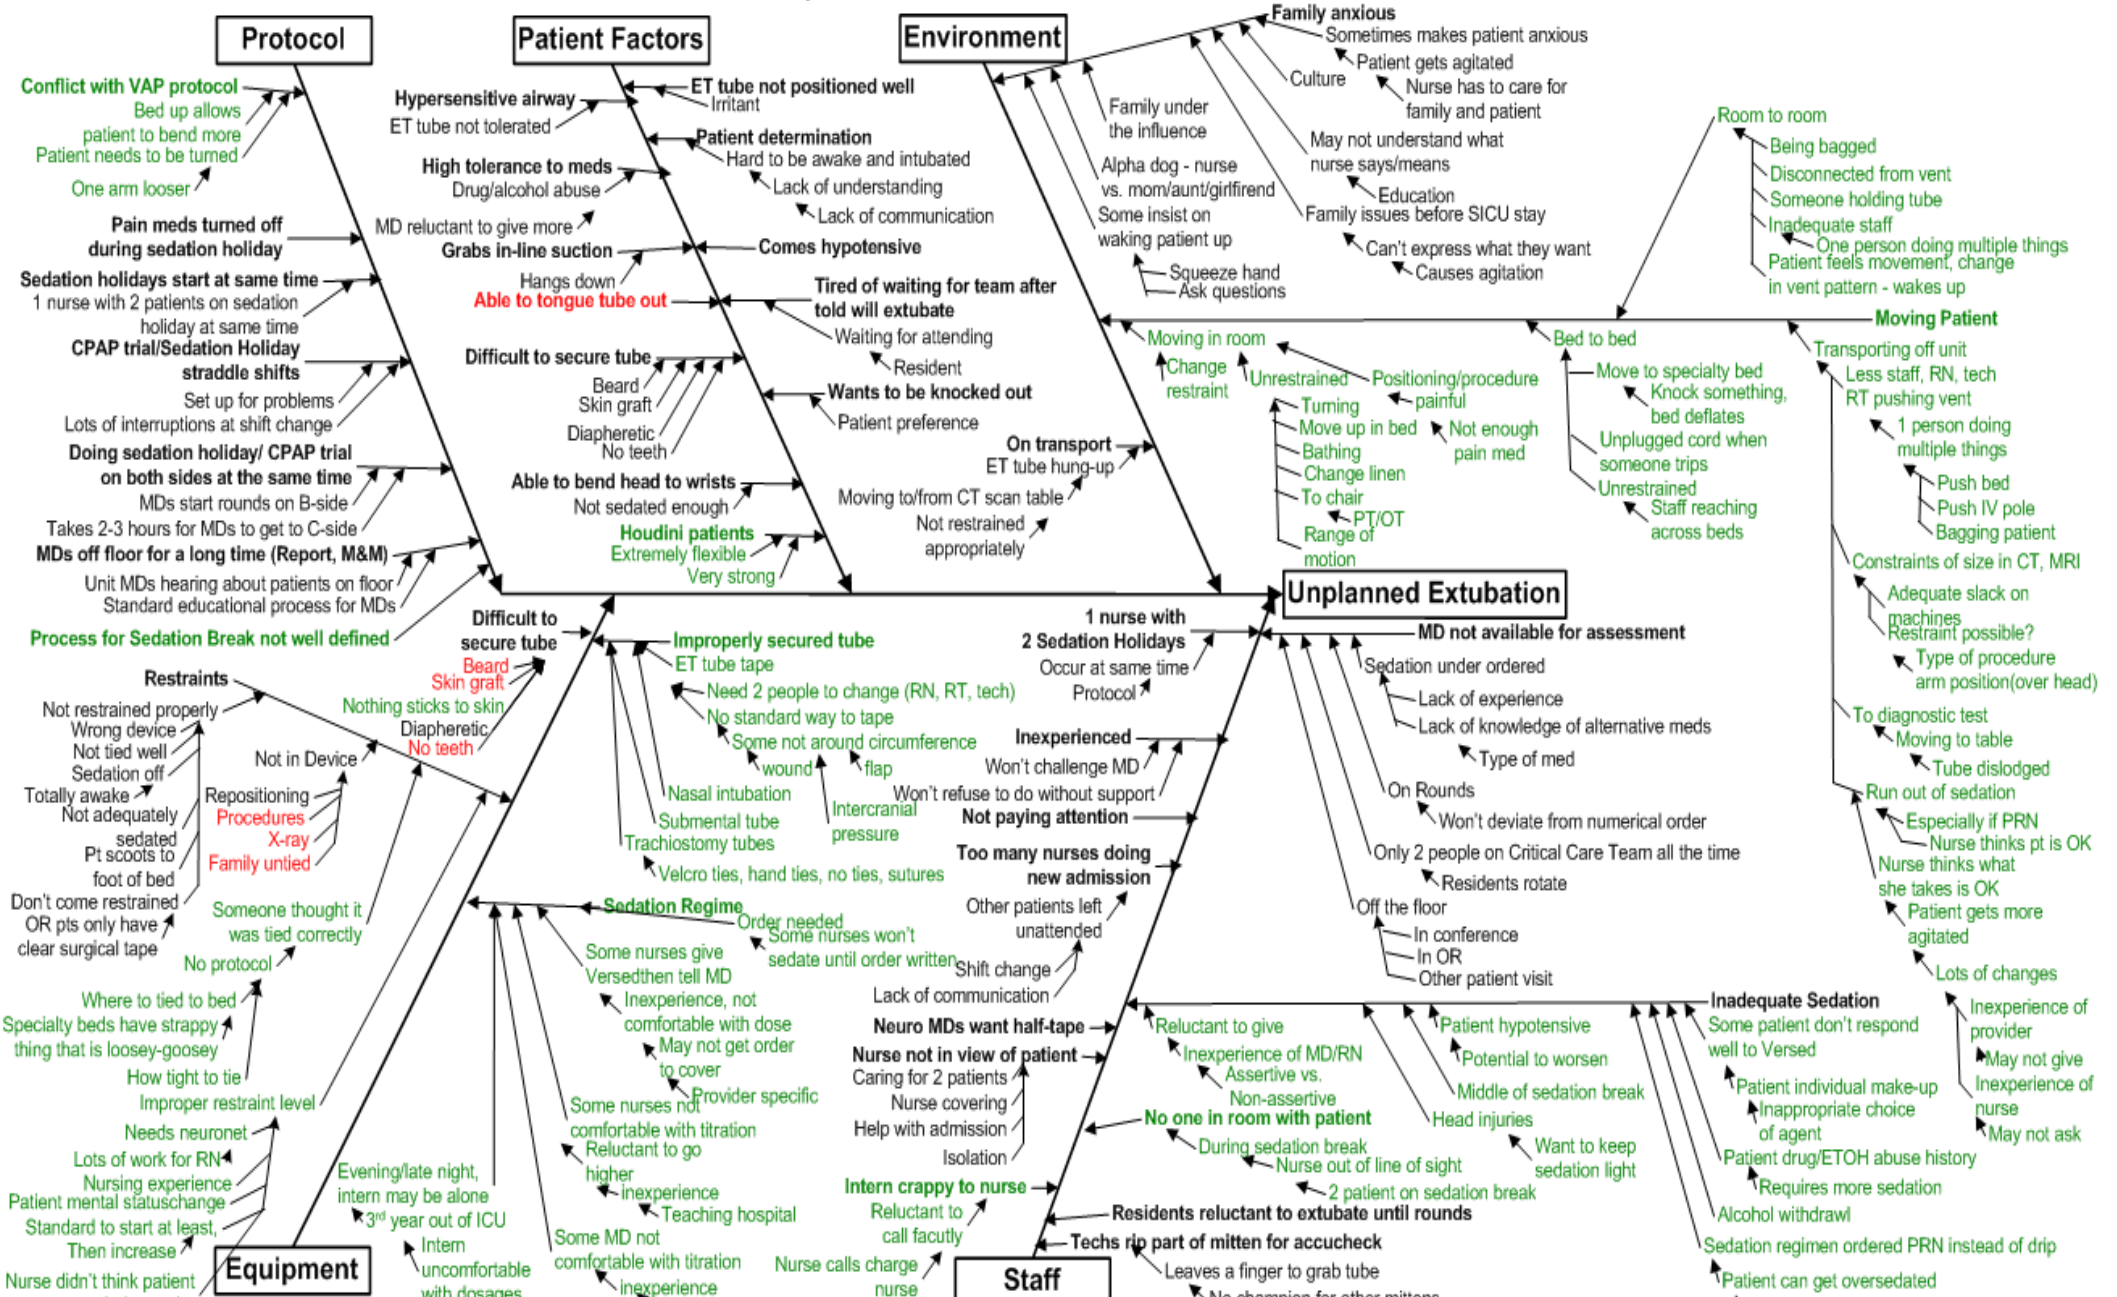 Protocol
Conflict with VAP protocol
Bed up allows
patient to bend more
Patient needs to be turned
One arm looser
Pain meds turned off
during sedation holiday
Sedation holidays start at same time
1 nurse with 2 patients on sedation
holiday at same time
CPAP trial/Sedation Holiday
straddle shifts
Set up for problems
Lots of interruptions at shift change
Doing sedation holiday/ CPAP trial
on both sides at the same time
MDs start rounds on B-side
Takes 2-3 hours for MDs to get to C-side
MDs off floor for a long time (Report, M&M)
Unit MDs hearing about patients on floor
Standard educational process for MDs
Process for Sedation Break not well defined
Patient Factors
Hypersensitive airway
ET tube not tolerated
High tolerance to meds
Drug/alcohol abuse
MD reluctant to give more
Grabs in-line suction
Hangs down
Able to tongue tube out
Difficult to secure tube
Beard
Skin graft
Diapheretic
No teeth
Able to bend head to wrists
Not sedated enough
Houdini patients
Extremely flexible
Very strong
ET tube not positioned well
Irritant
Patient determination
Hard to be awake and intubated
Lack of understanding
Lack of communication
Comes hypotensive
Tired of waiting for team after
told will extubate
Waiting for attending
Resident
Wants to be knocked out
Patient preference
Environment
Family anxious
Sometimes makes patient anxious
Patient gets agitated
Nurse has to care for
family and patient
Culture
May not understand what
nurse says/means
Education
Family issues before SICU stay
Can't express what they want
Causes agitation
Family under
the influence
Alpha dog - nurse
vs. mom/aunt/girlfirend
Some insist on
waking patient up
Squeeze hand
Ask questions
On transport
ET tube hung-up
Moving to/from CT scan table
Not restrained
appropriately
Moving Patient
Room to room
Being bagged
Disconnected from vent
Someone holding tube
Inadequate staff
One person doing multiple things
Patient feels movement, change
in vent pattern - wakes up
Moving in room
Change
restraint
Unrestrained
Turning
Move up in bed
Bathing
Change linen
To chair
PT/OT
Range of
motion
Positioning/procedure
painful
Not enough
pain med
Bed to bed
Move to specialty bed
Knock something,
bed deflates
Unplugged cord when
someone trips
Unrestrained
Staff reaching
across beds
Transporting off unit
Less staff, RN, tech
RT pushing vent
1 person doing
multiple things
Push bed
Push IV pole
Bagging patient
Constraints of size in CT, MRI
Adequate slack on
machines
Restraint possible?
Type of procedure
arm position(over head)
To diagnostic test
Moving to table
Tube dislodged
Run out of sedation
Especially if PRN
Nurse thinks pt is OK
Nurse thinks what
she takes is OK
Patient gets more
agitated
Lots of changes
Inexperience of
provider
May not give
Inexperience of
nurse
May not ask
Unplanned Extubation
Difficult to
secure tube
Beard
Skin graft
Nothing sticks to skin
Diapheretic
No teeth
Restraints
Not restrained properly
Wrong device
Not tied well
Sedation off
Totally awake
Not adequately
sedated
Pt scoots to
foot of bed
Don't come restrained
OR pts only have
clear surgical tape
Not in Device
Repositioning
Procedures
X-ray
Family untied
Someone thought it
was tied correctly
No protocol
Where to tied to bed
Specialty beds have strappy
thing that is loosey-goosey
How tight to tie
Improper restraint level
Needs neuronet
Lots of work for RN
Nursing experience
Patient mental statuschange
Standard to start at least,
Then increase
Nurse didn't think patient
Equipment
Improperly secured tube
ET tube tape
Need 2 people to change (RN, RT, tech)
No standard way to tape
Some not around circumference
wound
flap
Intercranial
pressure
Nasal intubation
Submental tube
Trachiostomy tubes
Velcro ties, hand ties, no ties, sutures
Sedation Regime
Order needed
Some nurses won't
sedate until order written
Some nurses give
Versedthen tell MD
Inexperience, not
comfortable with dose
May not get order
to cover
Provider specific
Some nurses not
comfortable with titration
Reluctant to go
higher
inexperience
Teaching hospital
Some MD not
comfortable with titration
inexperience
Evening/late night,
intern may be alone
3rd year out of ICU
Intern
uncomfortable
with dosages
1 nurse with
2 Sedation Holidays
Occur at same time
Protocol
Inexperienced
Won't challenge MD
Won't refuse to do without support
Not paying attention
Too many nurses doing
new admission
Other patients left
unattended
Shift change
Lack of communication
Neuro MDs want half-tape
Nurse not in view of patient
Caring for 2 patients
Nurse covering
Help with admission
Isolation
Intern crappy to nurse
Reluctant to
call facutly
Nurse calls charge
nurse
Staff
MD not available for assessment
Sedation under ordered
Lack of experience
Lack of knowledge of alternative meds
Type of med
On Rounds
Won't deviate from numerical order
Only 2 people on Critical Care Team all the time
Residents rotate
Off the floor
In conference
In OR
Other patient visit
Inadequate Sedation
Reluctant to give
Inexperience of MD/RN
Assertive vs.
Non-assertive
Patient hypotensive
Potential to worsen
Middle of sedation break
Head injuries
Want to keep
sedation light
Some patient don't respond
well to Versed
Patient individual make-up
Inappropriate choice
of agent
Patient drug/ETOH abuse history
Requires more sedation
Alcohol withdrawl
Sedation regimen ordered PRN instead of drip
Patient can get oversedated
No one in room with patient
During sedation break
Nurse out of line of sight
2 patient on sedation break
Residents reluctant to extubate until rounds
Techs rip part of mitten for accucheck
Leaves a finger to grab tube
No champion for other mittens